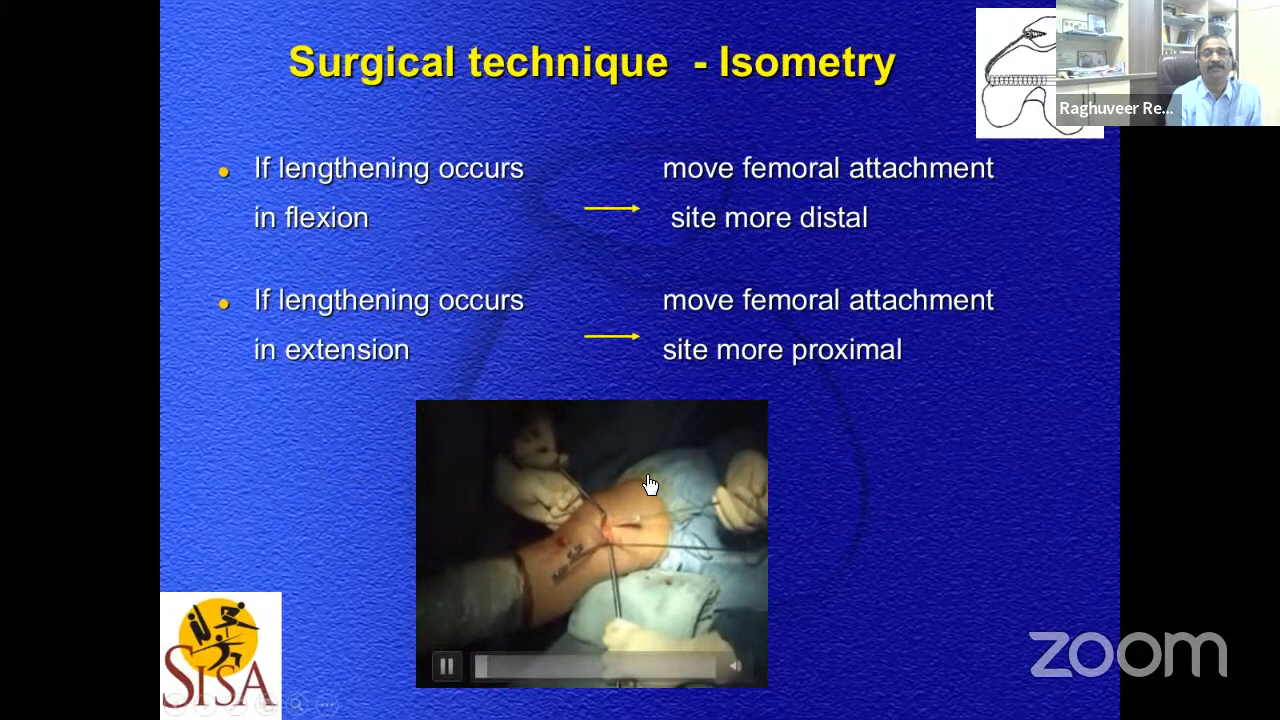 Surgical technique - Isometry
Raghuveer Re...
If lengthening occurs
in flexion
move femoral attachment
site more distal
If lengthening occurs
in extension
move femoral attachment
site more proximal
SISA
zoom